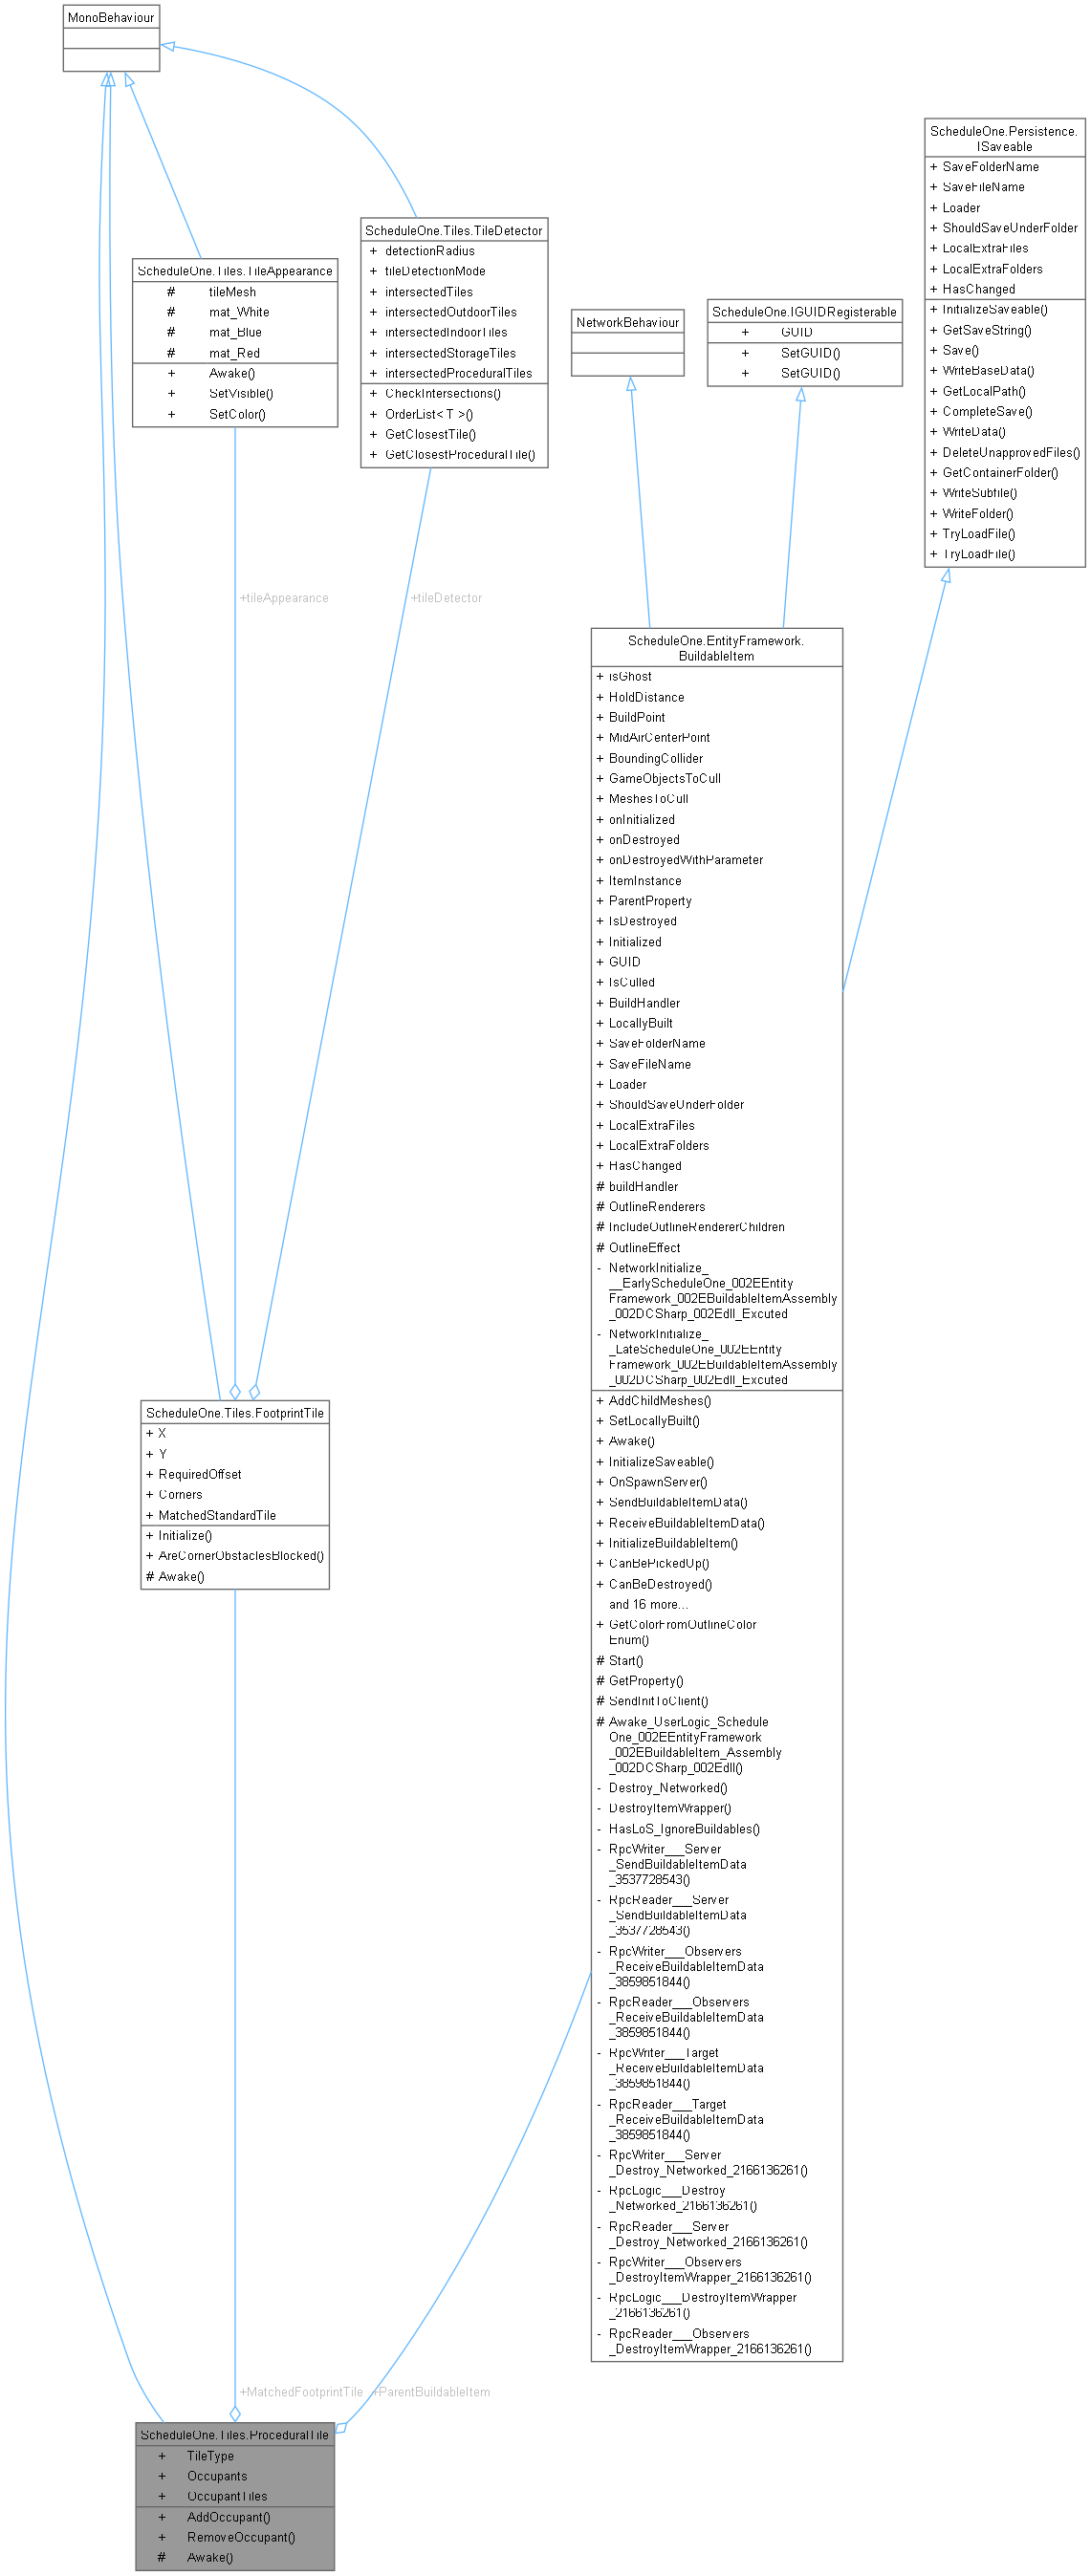 MonoBehaviour
ScheduleOne.Persistence.
ISaveable
+ SaveFolderName
+ SaveFileName
+ Loader
+ ShouldSaveUnderFolder
+ LocalExtraFiles
+ LocalExtraFolders
+ HasChanged
+ InitializeSaveable()
+ GetSaveString()
+ Save()
+ WriteBaseData()
+ GetLocalPath()
+ CompleteSave()
+ WriteData()
+ DeleteUnapprovedFiles()
+ GetContainerFolder()
+ WriteSubfile()
+ WriteFolder()
+ TryLoadFile()
+ TryLoadFile()
ScheduleOne.Tiles.TileDetector
+ detectionRadius
+ tileDetectionMode
+ intersectedTiles
+ intersectedOutdoorTiles
+ intersectedIndoorTiles
+ intersectedStorageTiles
+ intersectedProceduralTiles
+ CheckIntersections()
+ OrderList< T >()
+ GetClosestTile()
+ GetClosestProceduralTile()
ScheduleOne.Tiles.TileAppearance
# tileMesh
# mat_White
# mat_Blue
# mat_Red
+ Awake()
+ SetVisible()
+ SetColor()
NetworkBehaviour
ScheduleOne.IGUIDRegisterable
+ GUID
+ SetGUID()
+ SetGUID()
+tileAppearance
+tileDetector
ScheduleOne.EntityFramework.
BuildableItem
+ isGhost
+ HoldDistance
+ BuildPoint
+ MidAirCenterPoint
+ BoundingCollider
+ GameObjectsToCull
+ MeshesToCull
+ onInitialized
+ onDestroyed
+ onDestroyedWithParameter
+ ItemInstance
+ ParentProperty
+ IsDestroyed
+ Initialized
+ GUID
+ IsCulled
+ BuildHandler
+ LocallyBuilt
+ SaveFolderName
+ SaveFileName
+ Loader
+ ShouldSaveUnderFolder
+ LocalExtraFiles
+ LocalExtraFolders
+ HasChanged
# buildHandler
# OutlineRenderers
# IncludeOutlineRendererChildren
# OutlineEffect
- NetworkInitialize_
__EarlyScheduleOne_002EEntity
Framework_002EBuildableItemAssembly
_002DCSharp_002Edll_Excuted
- NetworkInitialize_
_LateScheduleOne_002EEntity
Framework_002EBuildableItemAssembly
_002DCSharp_002Edll_Excuted
+ AddChildMeshes()
+ SetLocallyBuilt()
+ Awake()
+ InitializeSaveable()
+ OnSpawnServer()
+ SendBuildableItemData()
+ ReceiveBuildableItemData()
+ InitializeBuildableItem()
+ CanBePickedUp()
+ CanBeDestroyed()
and 16 more...
+ GetColorFromOutlineColor
Enum()
# Start()
# GetProperty()
# SendInitToClient()
# Awake_UserLogic_Schedule
One_002EEntityFramework
_002EBuildableItem_Assembly
_002DCSharp_002Edll()
- Destroy_Networked()
- DestroyItemWrapper()
- HasLoS_IgnoreBuildables()
- RpcWriter___Server
_SendBuildableItemData
_3537728543()
- RpcReader___Server
_SendBuildableItemData
_3537728543()
- RpcWriter___Observers
_ReceiveBuildableItemData
_3859851844()
- RpcReader___Observers
_ReceiveBuildableItemData
_3859851844()
- RpcWriter___Target
_ReceiveBuildableItemData
_3859851844()
- RpcReader___Target
_ReceiveBuildableItemData
_3859851844()
- RpcWriter___Server
_Destroy_Networked_2166136261()
- RpcLogic___Destroy
_Networked_2166136261()
- RpcReader___Server
_Destroy_Networked_2166136261()
- RpcWriter___Observers
_DestroyItemWrapper_2166136261()
- RpcLogic___DestroyItemWrapper
_2166136261()
- RpcReader___Observers
_DestroyItemWrapper_2166136261()
ScheduleOne.Tiles.FootprintTile
+ X
+ Y
+ RequiredOffset
+ Corners
+ MatchedStandardTile
+ Initialize()
+ AreCornerObstaclesBlocked()
# Awake()
+MatchedFootprintTile
+ParentBuildableItem
ScheduleOne.Tiles.ProceduralTile
+ TileType
+ Occupants
+ OccupantTiles
+ AddOccupant()
+ RemoveOccupant()
# Awake()